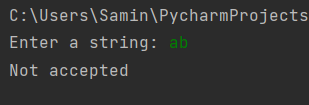 C:\Users\Samin\PycharmProjects
Enter a string: ab
Not accepted